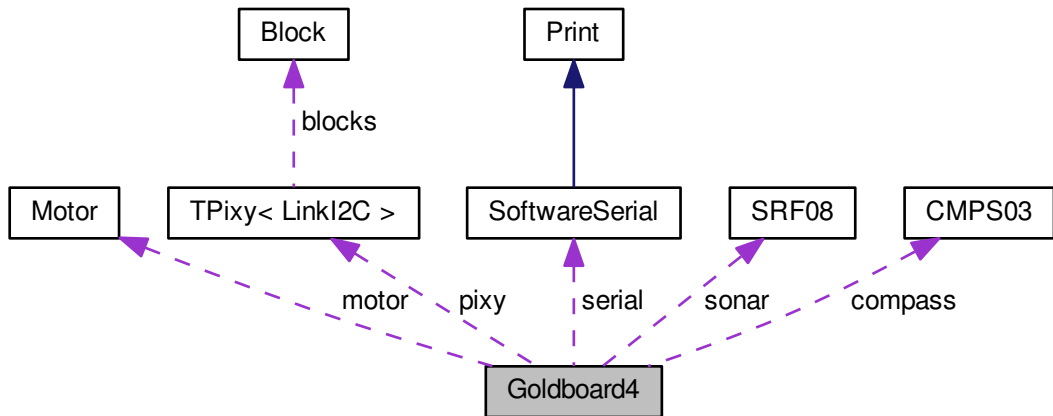 Block
Print
blocks
Motor
TPixy< LinkI2C >
SoftwareSerial
SRF08
CMPS03
motor
pixy
serial
sonar
compass
Goldboard4